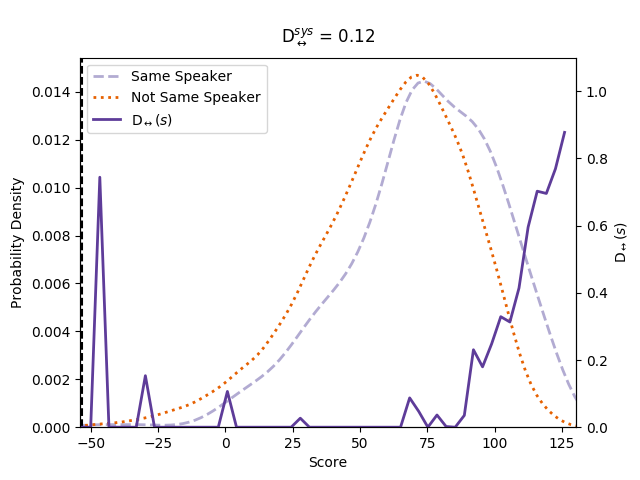 D↔^sys = 0.12
Same Speaker
Not Same Speaker
D↔(s)
Probability Density
0.014
0.012
0.010
0.008
0.006
0.004
0.002
0.000
1.0
0.8
0.6
0.4
0.2
0.0
D↔(s)
−50 −25 0 25 50 75 100 125
Score